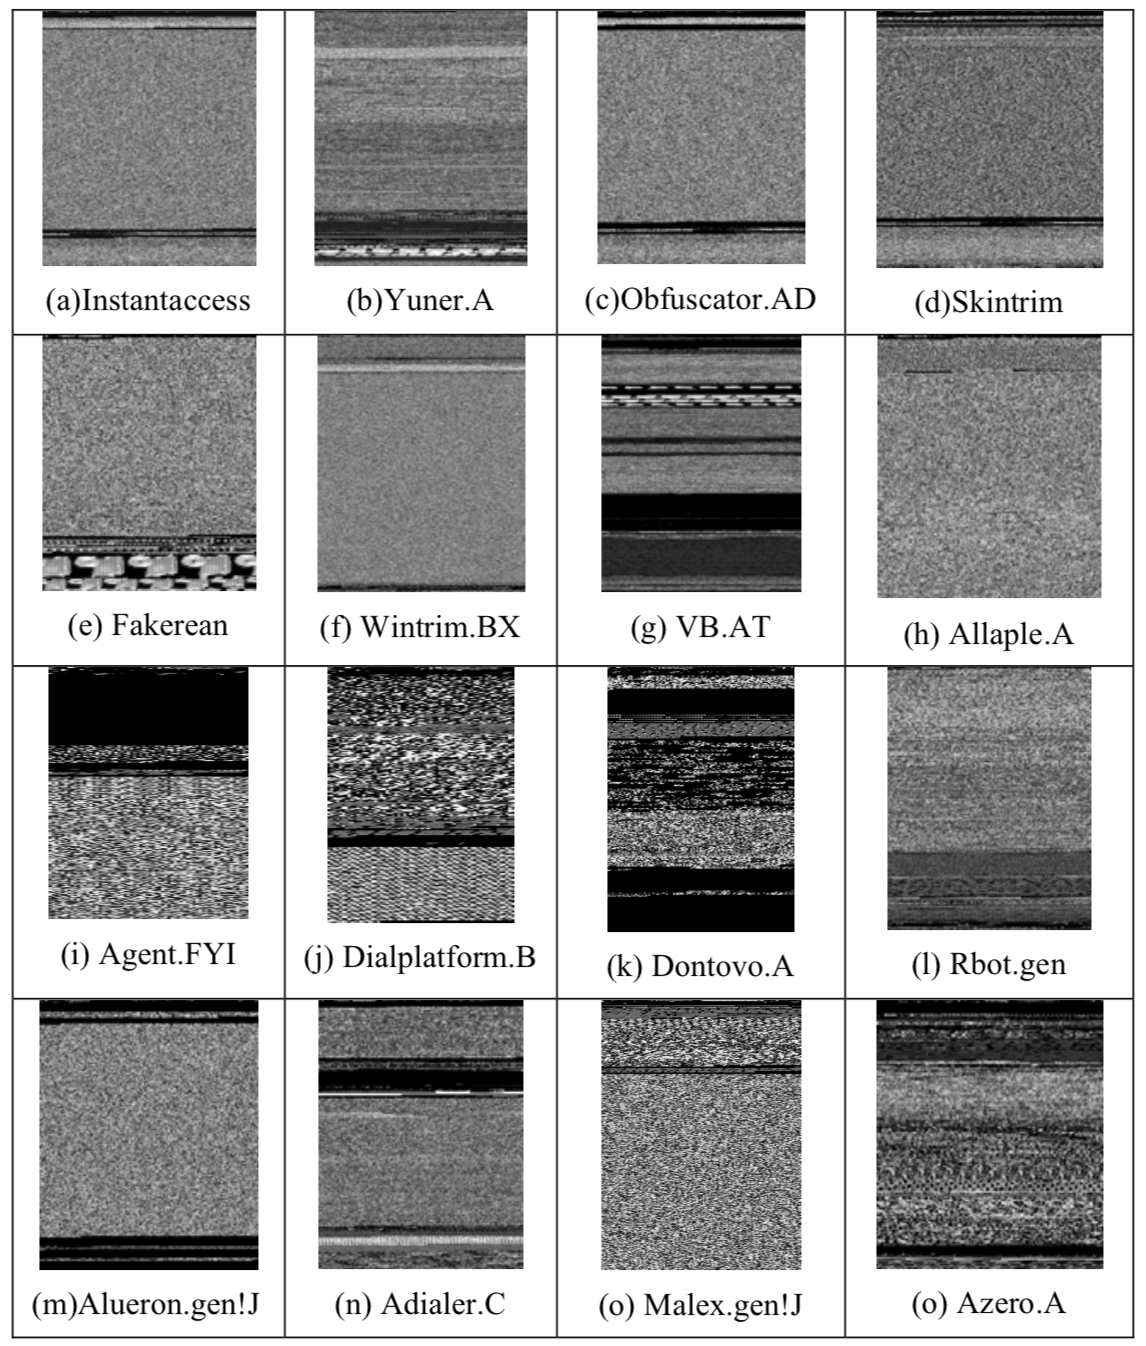 (a)Instantaccess
(b)Yuner.A
(c)Obfuscator.AD
(d)Skintrim
(e) Fakerean
(f) Wintrim.BX
(g) VB.AT
(h) Allaple.A
(i) Agent.FYI
(j) Dialplatform.B
(k) Dontovo.A
(l) Rbot.gen
(m)Alueron.gen!J
(n) Adialer.C
(o) Malex.gen!J
(o) Azero.A